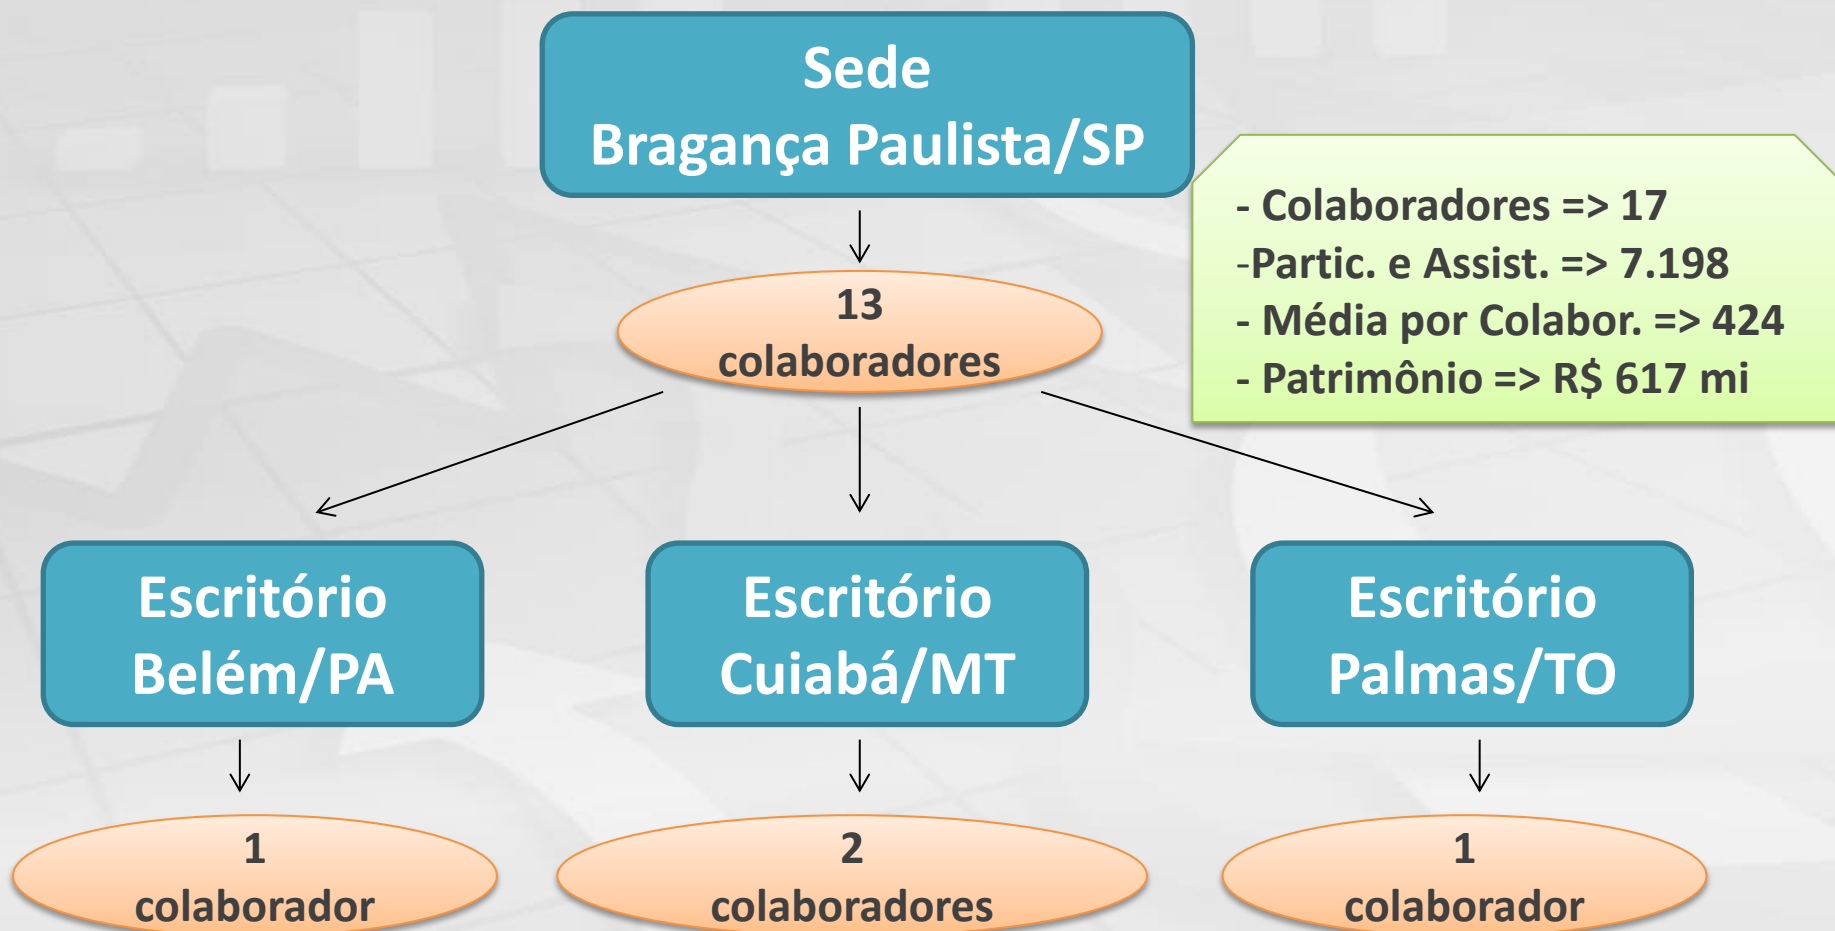 Sede
Bragança Paulista/SP
- Colaboradores => 17
-Partic. e Assist. => 7.198
- Média por Colabor. => 424
- Patrimônio => R$ 617 mi
13
colaboradores
Escritório
Belém/PA
Escritório
Cuiabá/MT
Escritório
Palmas/TO
1
colaborador
2
colaboradores
1
colaborador